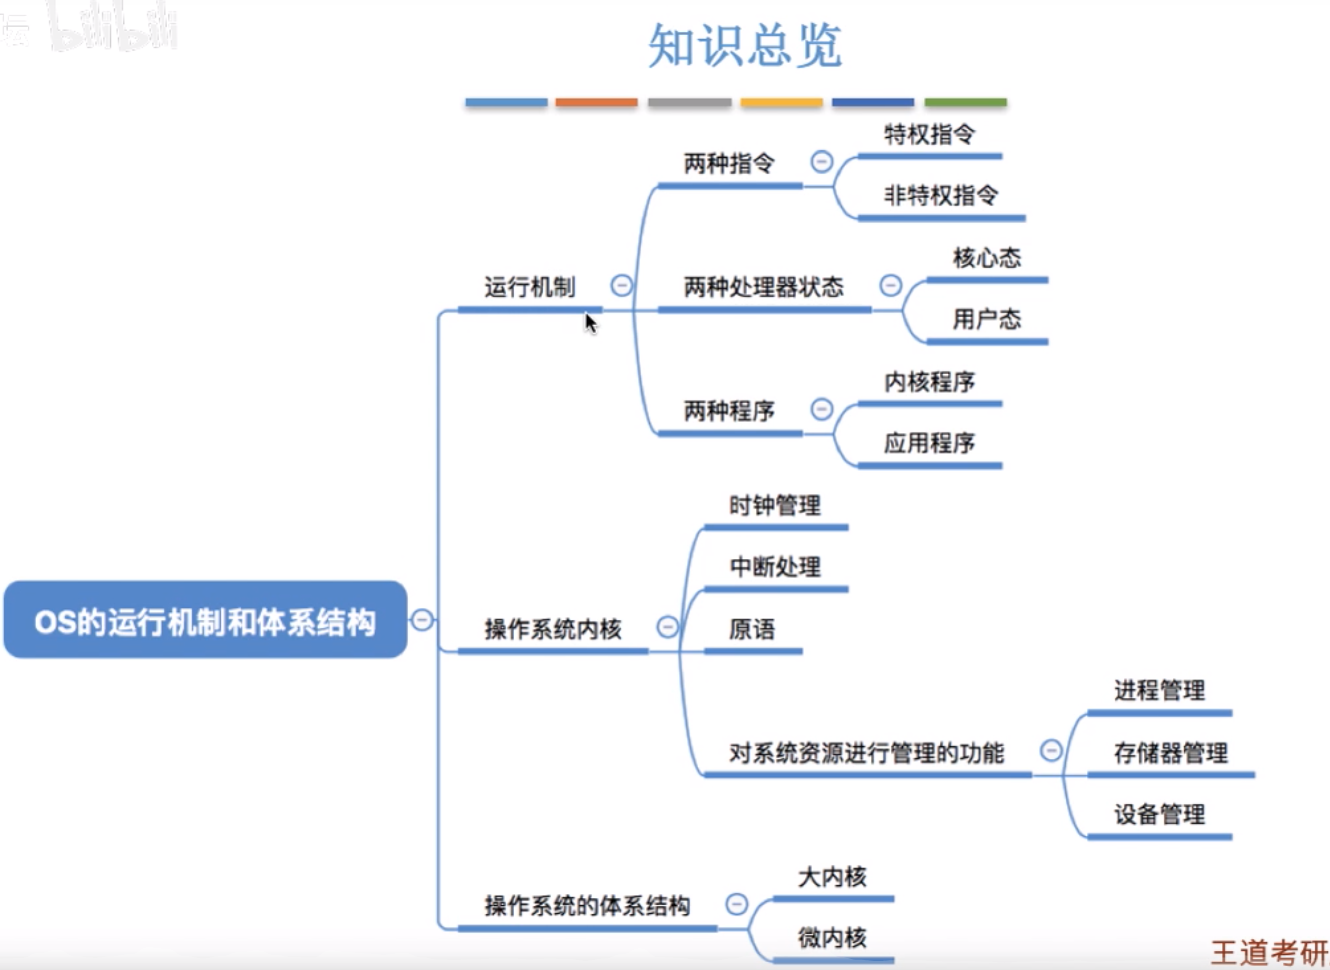 坛 bilibili
知识总览
特权指令
两种指令
非特权指令
核心态
运行机制
两种处理器状态
用户态
内核程序
两种程序
应用程序
时钟管理
中断处理
OS的运行机制和体系结构
操作系统内核
原语
进程管理
对系统资源进行管理的功能
存储器管理
设备管理
大内核
操作系统的体系结构
微内核
王道考研